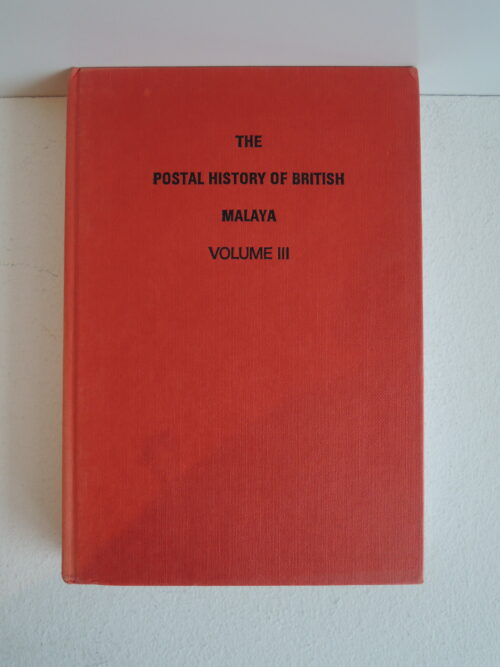 THE
POSTAL HISTORY OF BRITISH
MALAYA
VOLUME III